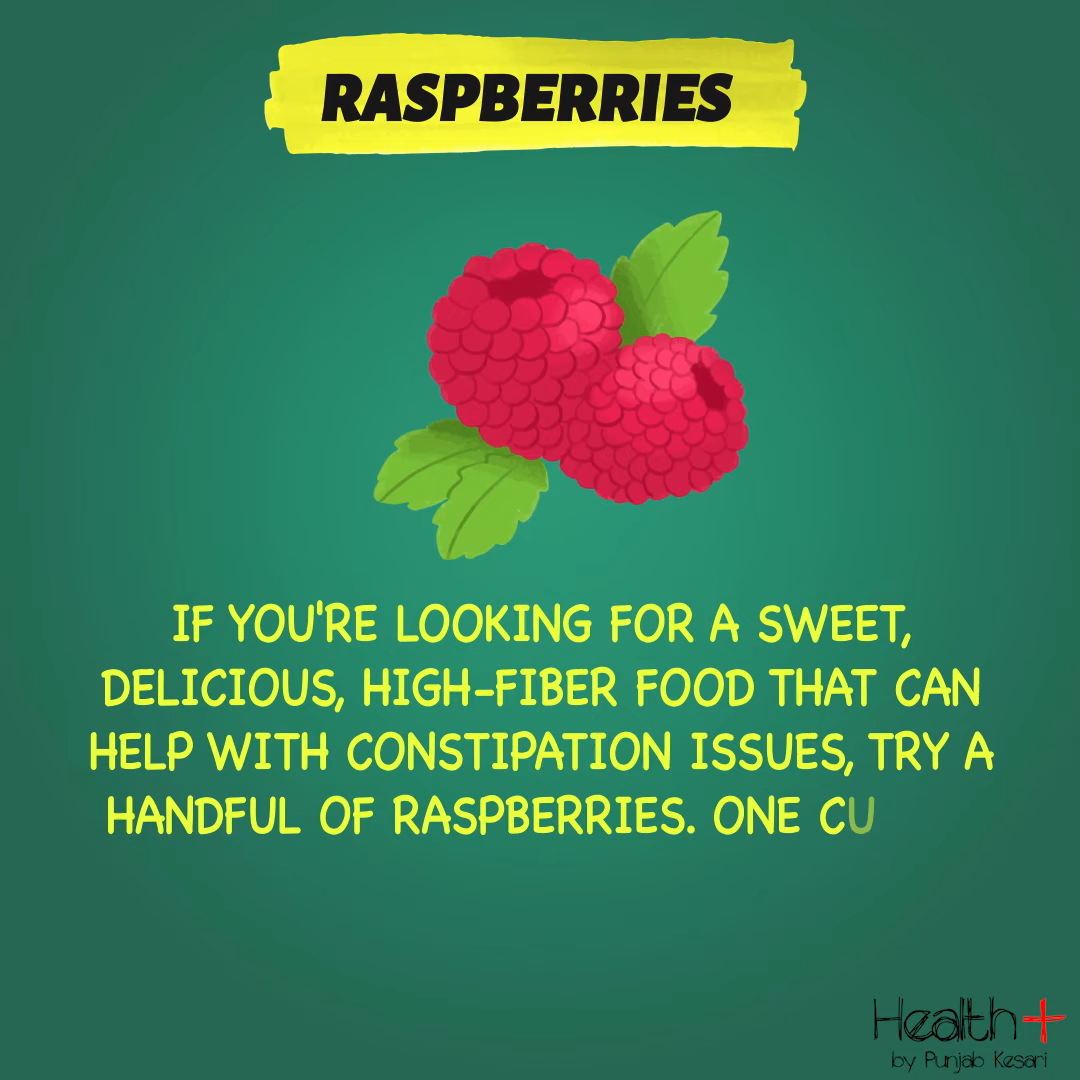 RASPBERRIES
IF YOU'RE LOOKING FOR A SWEET,
DELICIOUS, HIGH-FIBER FOOD THAT CAN
HELP WITH CONSTIPATION ISSUES, TRY A
HANDFUL OF RASPBERRIES. ONE CU
Health+
by Punjab Kesari